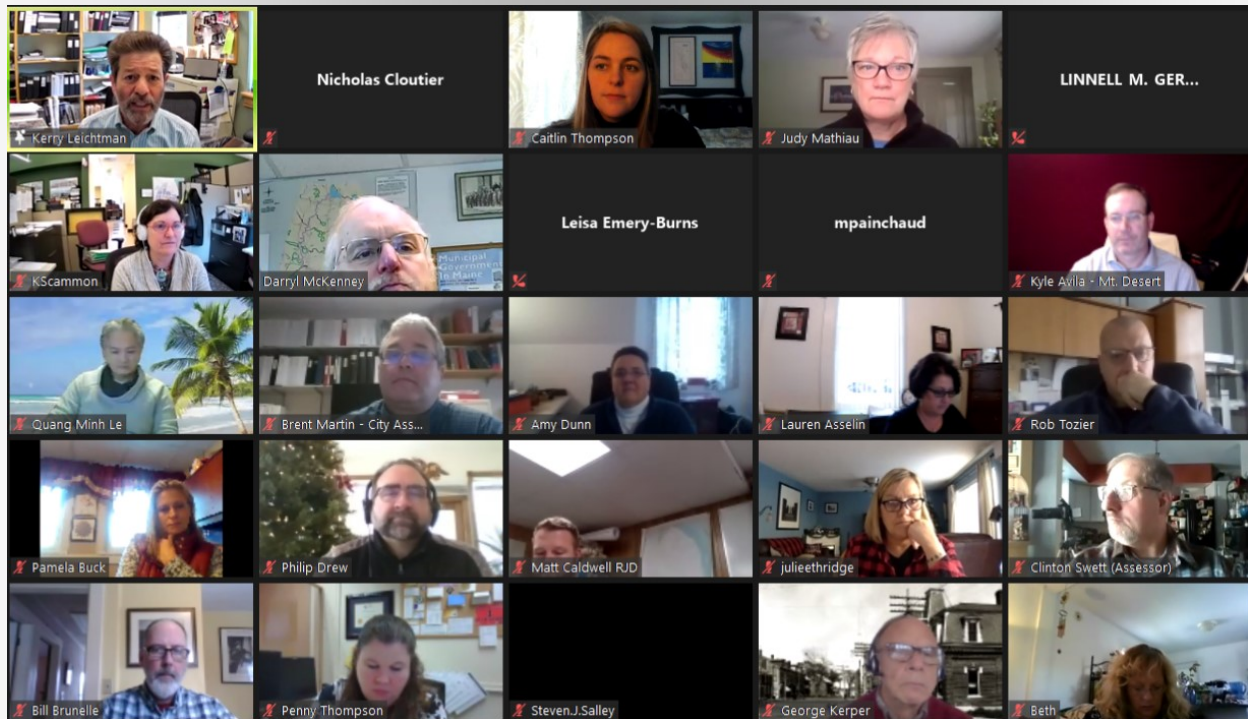 Kerry Leichtman
Nicholas Cloutier
Caitlin Thompson
Judy Mathiau
LINNELL M. GER...
KScammon
Darryl McKenney
Municipal
Government
In Maine
Leisa Emery-Burns
mpainchaud
Kyle Avila - Mt. Desert
Quang Minh Le
Brent Martin - City Ass...
Amy Dunn
Lauren Asselin
Rob Tozier
Pamela Buck
Philip Drew
Matt Caldwell RJD
julieethridge
Clinton Swett (Assessor)
Bill Brunelle
Penny Thompson
Steven.J.Salley
George Kerper
Beth